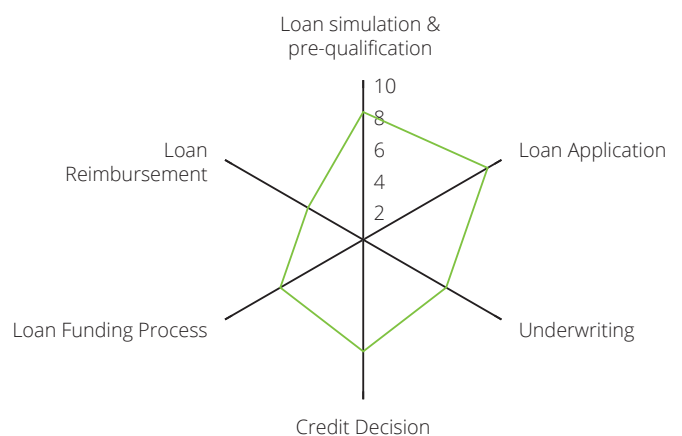 Loan simulation &
pre-qualification
10
8
6
4
2
Loan
Reimbursement
Loan Application
Loan Funding Process
Underwriting
Credit Decision